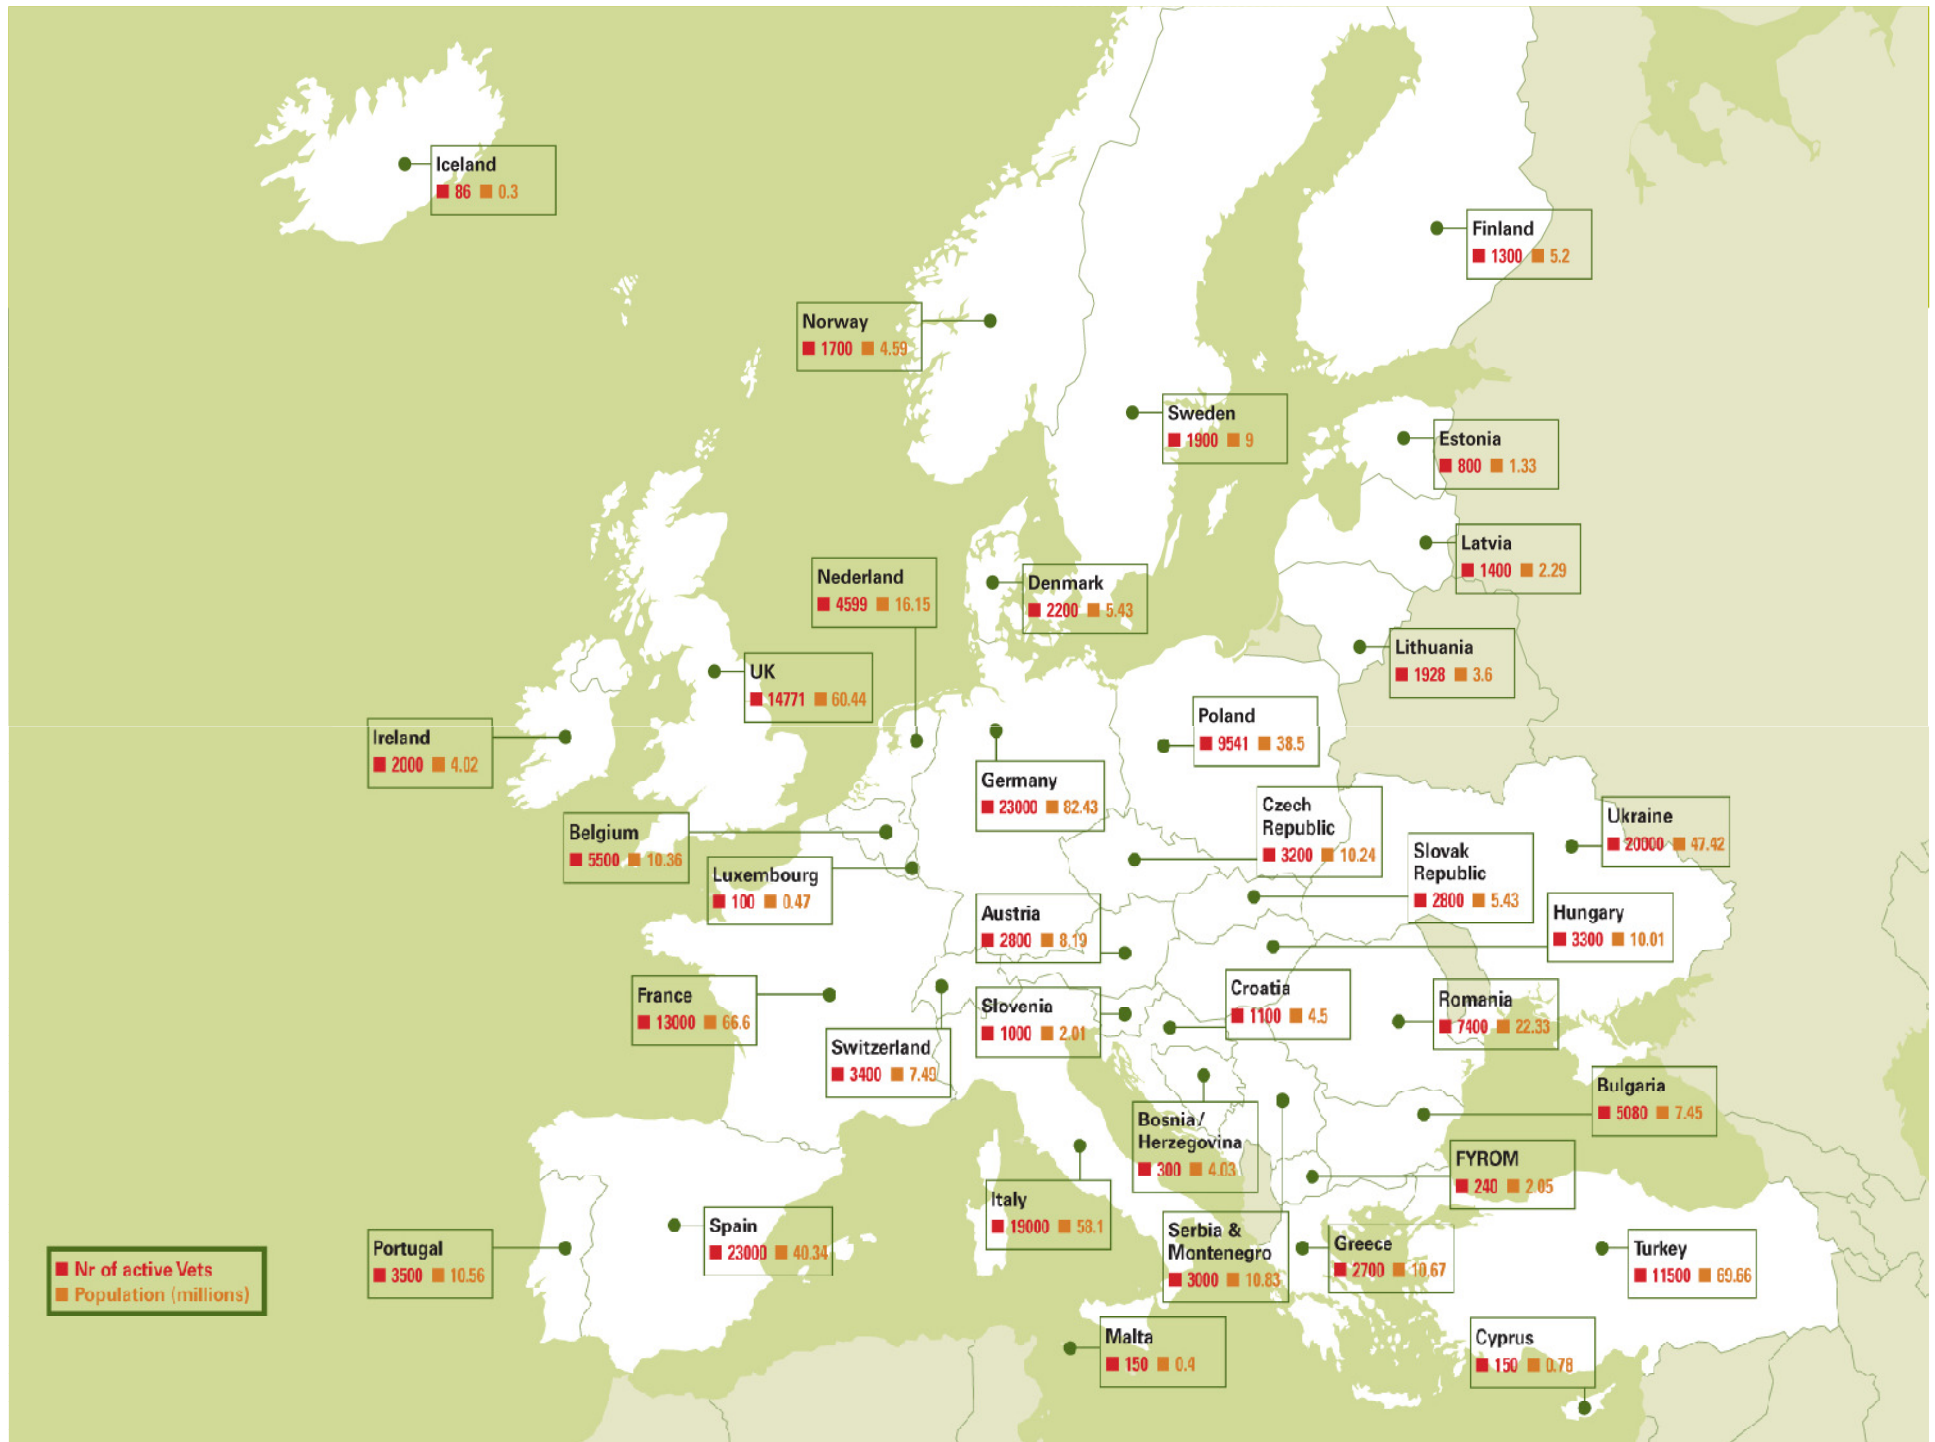 Iceland
86 0.3
Finland
1300 5.2
Norway
1700 4.59
Sweden
1900 9
Estonia
800 1.33
Latvia
1400 2.29
Nederland
4599 16.15
Denmark
2200 5.43
Lithuania
1928 3.6
UK
14771 60.44
Poland
9541 38.5
Ireland
2000 4.02
Germany
23000 82.43
Czech
Republic
3200 10.24
Ukraine
20000 47.42
Belgium
5500 10.36
Slovak
Republic
2800 5.43
Luxembourg
100 0.47
Austria
2800 8.19
Hungary
3300 10.01
France
13000 66.6
Croatia
1100 4.5
Romania
7400 22.33
Slovenia
1000 2.01
Switzerland
3400 7.49
Bulgaria
5080 7.45
Bosnia/
Herzegovina
300 4.03
FYROM
240 2.05
Italy
19000 58.1
Spain
23000 40.34
Serbia &
Montenegro
3000 10.83
Greece
2700 10.67
Portugal
3500 10.56
Turkey
11500 69.66
Nr of active Vets
Population (millions)
Malta
150 0.4
Cyprus
150 0.78